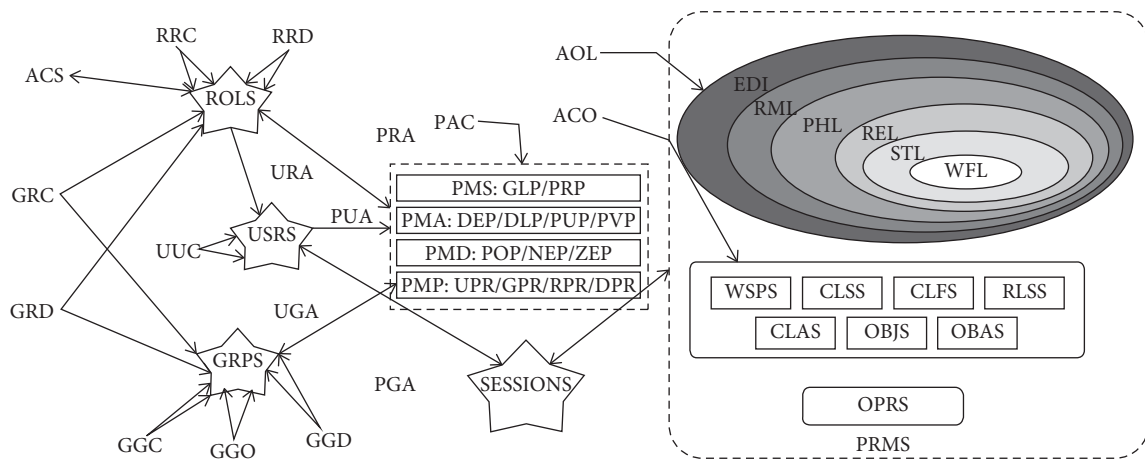 RRC
RRD
ACS
ROLS
GRC
URA
PRA
PAC
PUA
USRS
UUC
GRD
UGA
GRPS
PGA
GGC
GGO
GGD
PMS: GLP/PRP
PMA: DEP/DLP/PUP/PVP
PMD: POP/NEP/ZEP
PMP: UPR/GPR/RPR/DPR
SESSIONS
AOL
ACO
EDI
RML
PHL
REL
STL
WFL
WSPS CLSS CLFS RLSS
CLAS OBJS OBAS
OPRS
PRMS